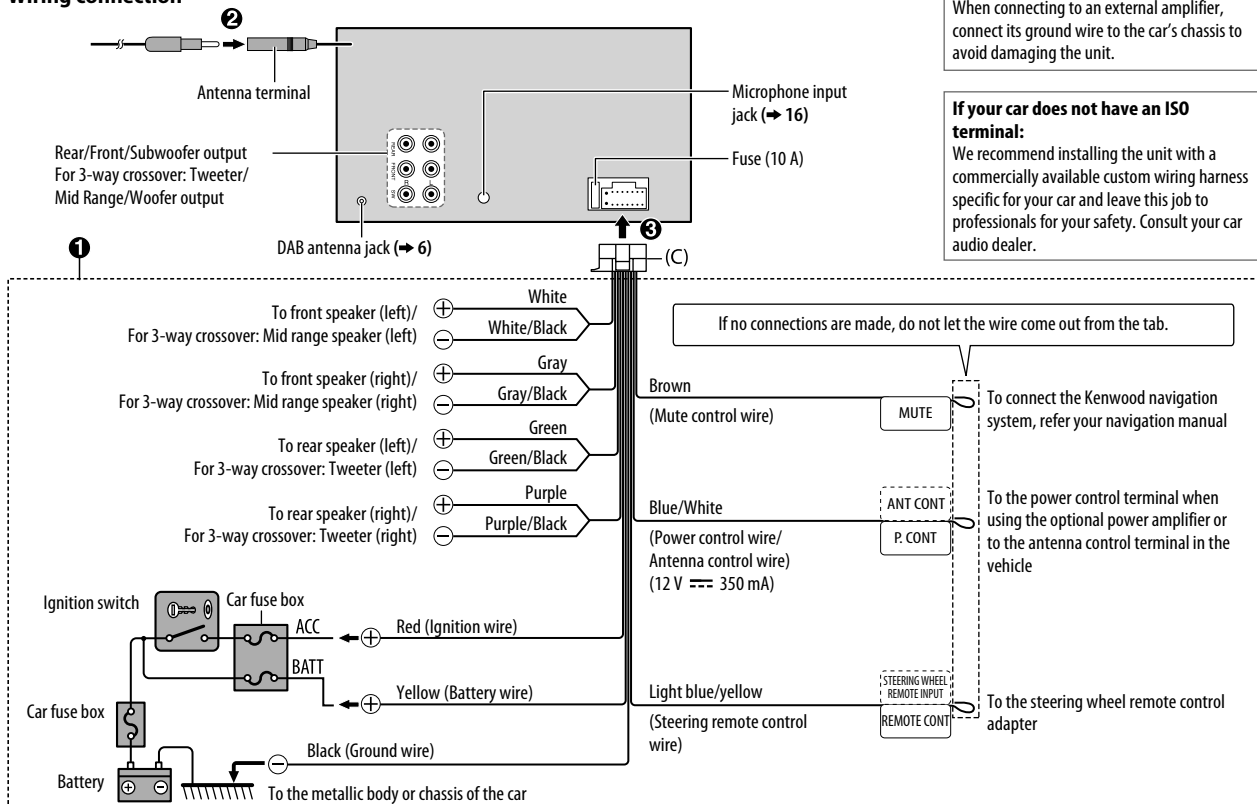 Wiring connection
When connecting to an external amplifier,
connect its ground wire to the car's chassis to
avoid damaging the unit.
If your car does not have an ISO
terminal:
We recommend installing the unit with a
commercially available custom wiring harness
specific for your car and leave this job to
professionals for your safety. Consult your car
audio dealer.
❷
Antenna terminal
Rear/Front/Subwoofer output
For 3-way crossover: Tweeter/
Mid Range/Woofer output
REAR
FRONT
SW
R
L
Microphone input
jack (➜ 16)
Fuse (10 A)
DAB antenna jack (➜ 6)
❸
(C)
❶
White
White/Black
To front speaker (left)/
For 3-way crossover: Mid range speaker (left)
Gray
Gray/Black
To front speaker (right)/
For 3-way crossover: Mid range speaker (right)
Green
Green/Black
To rear speaker (left)/
For 3-way crossover: Tweeter (left)
Purple
Purple/Black
To rear speaker (right)/
For 3-way crossover: Tweeter (right)
If no connections are made, do not let the wire come out from the tab.
Brown
(Mute control wire)
MUTE
To connect the Kenwood navigation
system, refer your navigation manual
Blue/White
(Power control wire/
Antenna control wire)
(12 V ⎓ 350 mA)
ANT CONT
P. CONT
To the power control terminal when
using the optional power amplifier or
to the antenna control terminal in the
vehicle
Ignition switch
Car fuse box
ACC
Red (Ignition wire)
BATT
Yellow (Battery wire)
Light blue/yellow
(Steering remote control
wire)
STEERING WHEEL
REMOTE INPUT
REMOTE CONT
To the steering wheel remote control
adapter
Car fuse box
Black (Ground wire)
Battery
To the metallic body or chassis of the car